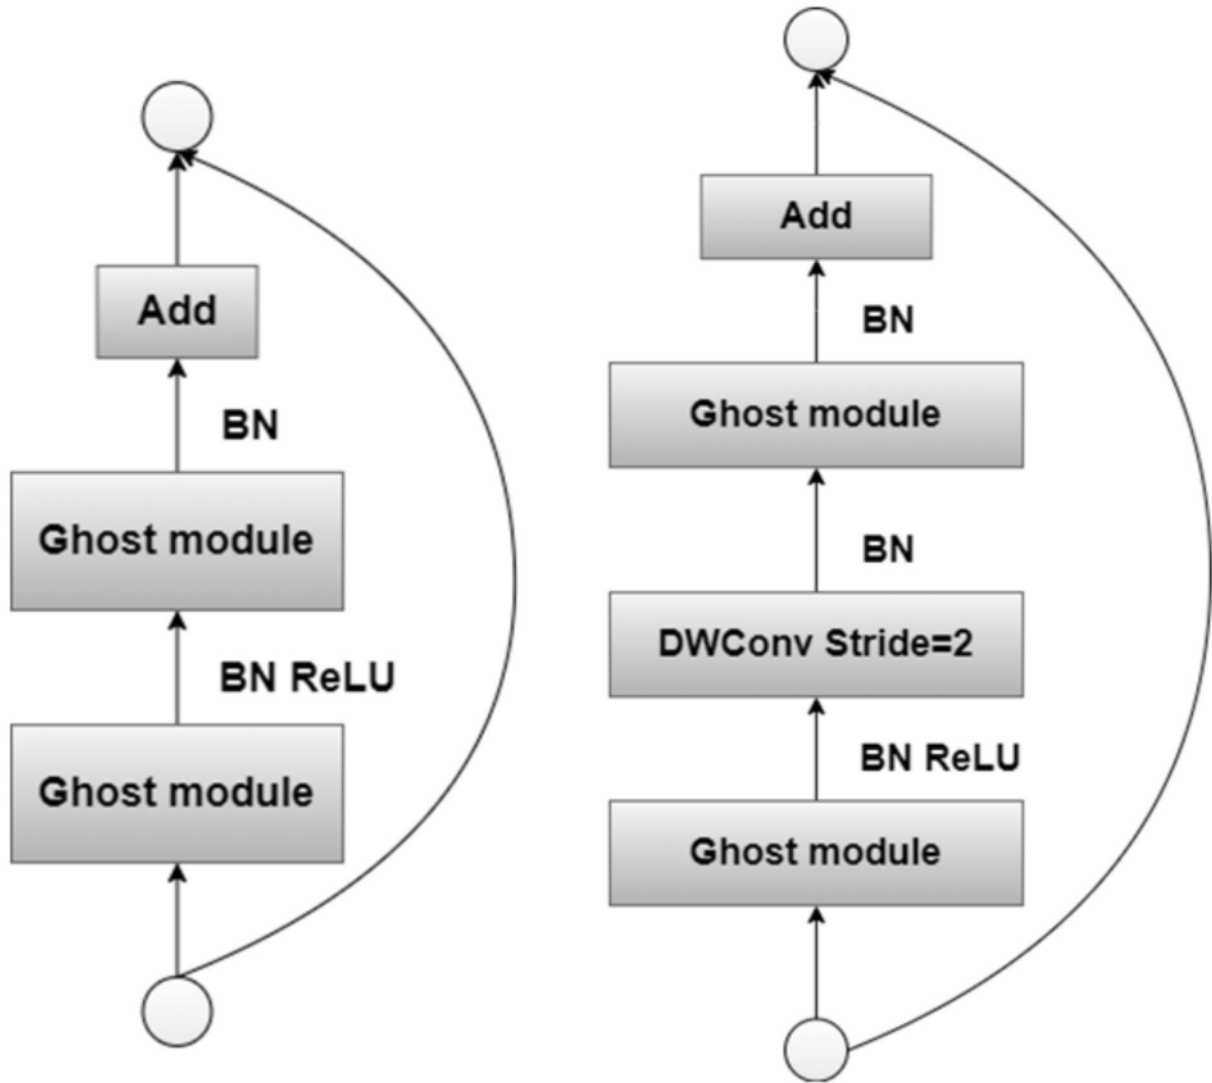 Add
BN
Ghost module
BN ReLU
Ghost module
Add
BN
Ghost module
BN
DWConv Stride=2
BN ReLU
Ghost module